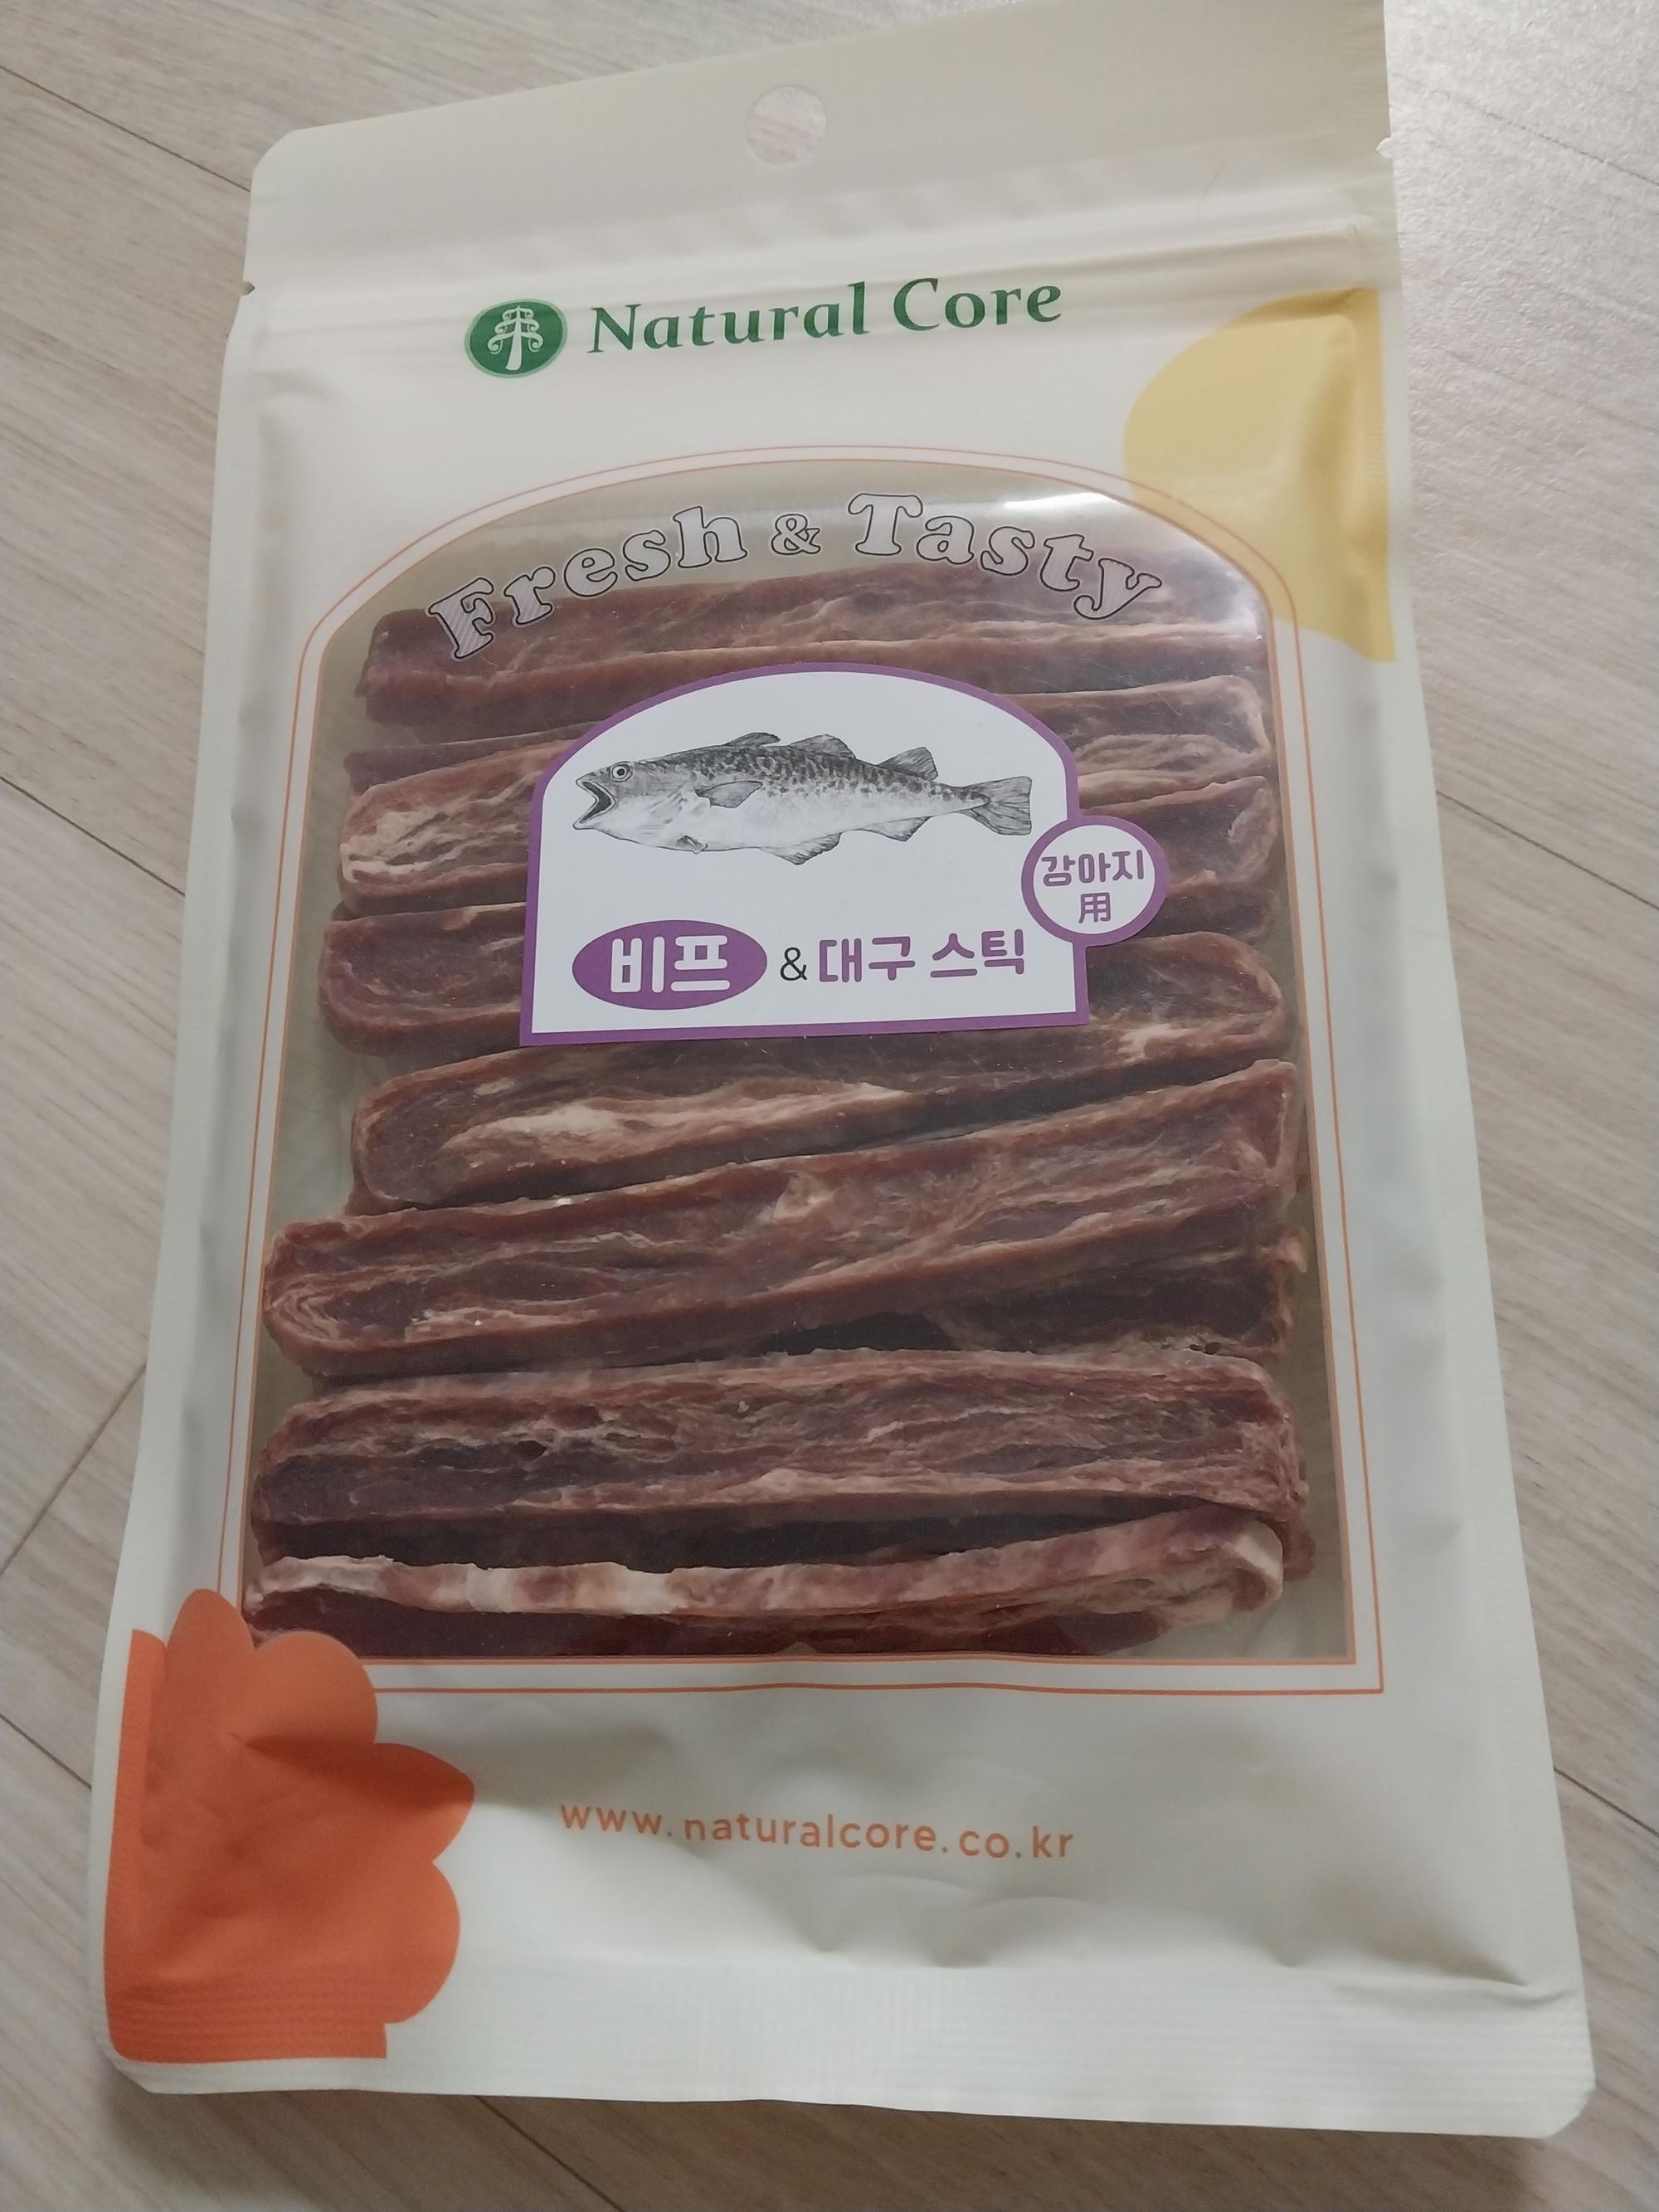 Natural Core
Fresh & Tasty
강아지
用
비프 & 대구 스틱
www.naturalcore.co.kr